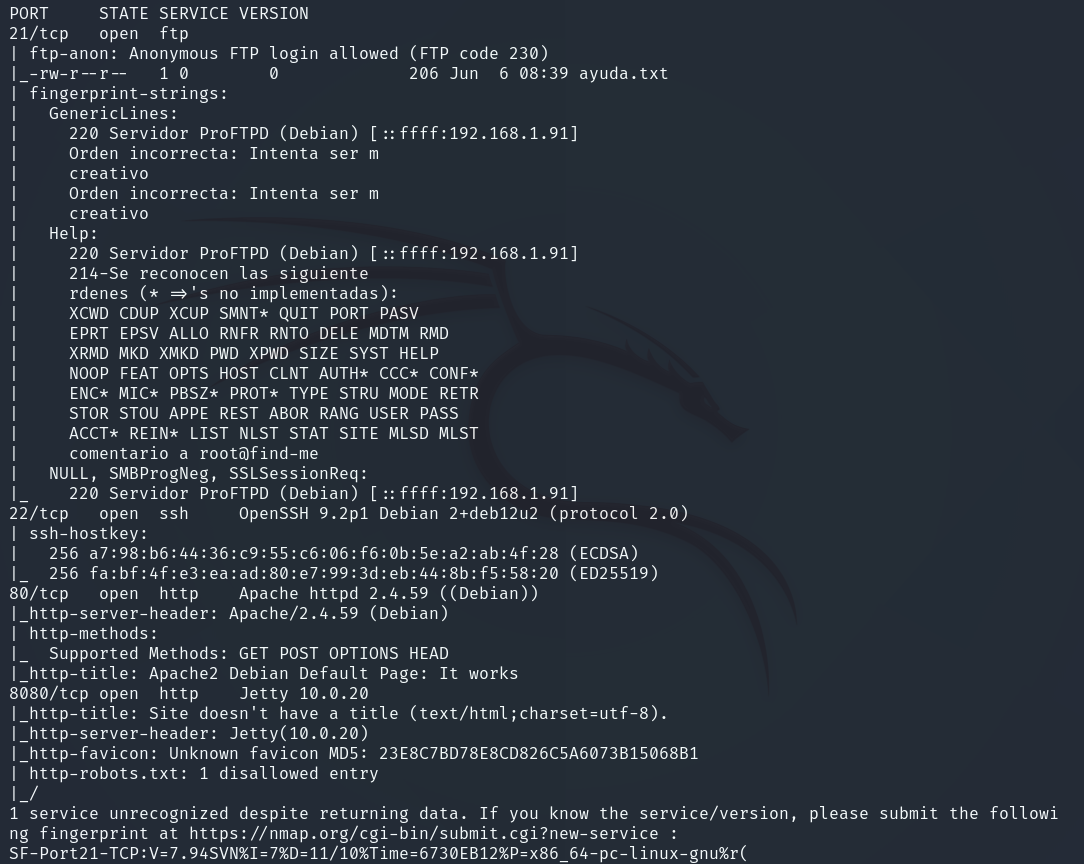 PORT     STATE SERVICE VERSION
21/tcp   open  ftp
| ftp-anon: Anonymous FTP login allowed (FTP code 230)
|_-rw-r--r--   1 0        0             206 Jun  6 08:39 ayuda.txt
| fingerprint-strings:
|   GenericLines:
|     220 Servidor ProFTPD (Debian) [::ffff:192.168.1.91]
|     Orden incorrecta: Intenta ser m
|     creativo
|     Orden incorrecta: Intenta ser m
|     creativo
|   Help:
|     220 Servidor ProFTPD (Debian) [::ffff:192.168.1.91]
|     214-Se reconocen las siguiente
|     rdenes (* =>'s no implementadas):
|     XCWD CDUP XCUP SMNT* QUIT PORT PASV
|     EPRT EPSV ALLO RNFR RNTO DELE MDTM RMD
|     XRMD MKD XMKD PWD XPWD SIZE SYST HELP
|     NOOP FEAT OPTS HOST CLNT AUTH* CCC* CONF*
|     ENC* MIC* PBSZ* PROT* TYPE STRU MODE RETR
|     STOR STOU APPE REST ABOR RANG USER PASS
|     ACCT* REIN* LIST NLST STAT SITE MLSD MLST
|     comentario a root@find-me
|   NULL, SMBProgNeg, SSLSessionReq:
|_    220 Servidor ProFTPD (Debian) [::ffff:192.168.1.91]
22/tcp   open  ssh     OpenSSH 9.2p1 Debian 2+deb12u2 (protocol 2.0)
| ssh-hostkey:
|   256 a7:98:b6:44:36:c9:55:c6:06:f6:0b:5e:a2:ab:4f:28 (ECDSA)
|_  256 fa:bf:4f:e3:ea:ad:80:e7:99:3d:eb:44:8b:f5:58:20 (ED25519)
80/tcp   open  http    Apache httpd 2.4.59 ((Debian))
|_http-server-header: Apache/2.4.59 (Debian)
| http-methods:
|_  Supported Methods: GET POST OPTIONS HEAD
|_http-title: Apache2 Debian Default Page: It works
8080/tcp open  http    Jetty 10.0.20
|_http-title: Site doesn't have a title (text/html;charset=utf-8).
|_http-server-header: Jetty(10.0.20)
|_http-favicon: Unknown favicon MD5: 23E8C7BD78E8CD826C5A6073B15068B1
| http-robots.txt: 1 disallowed entry
|_/
1 service unrecognized despite returning data. If you know the service/version, please submit the followi
ng fingerprint at https://nmap.org/cgi-bin/submit.cgi?new-service :
SF-Port21-TCP:V=7.94SVN%I=7%D=11/10%Time=6730EB12%P=x86_64-pc-linux-gnu%r(